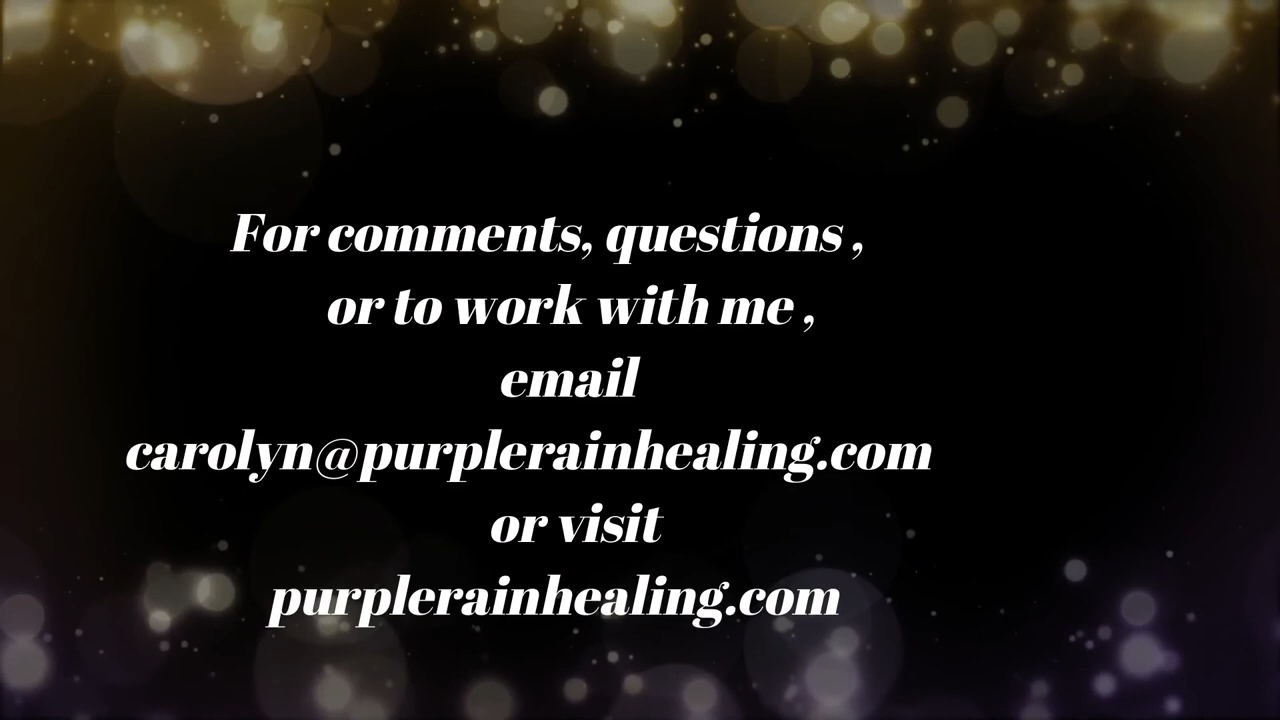 For comments, questions ,
or to work with me ,
email
carolyn@purplerainhealing.com
or visit
purplerainhealing.com